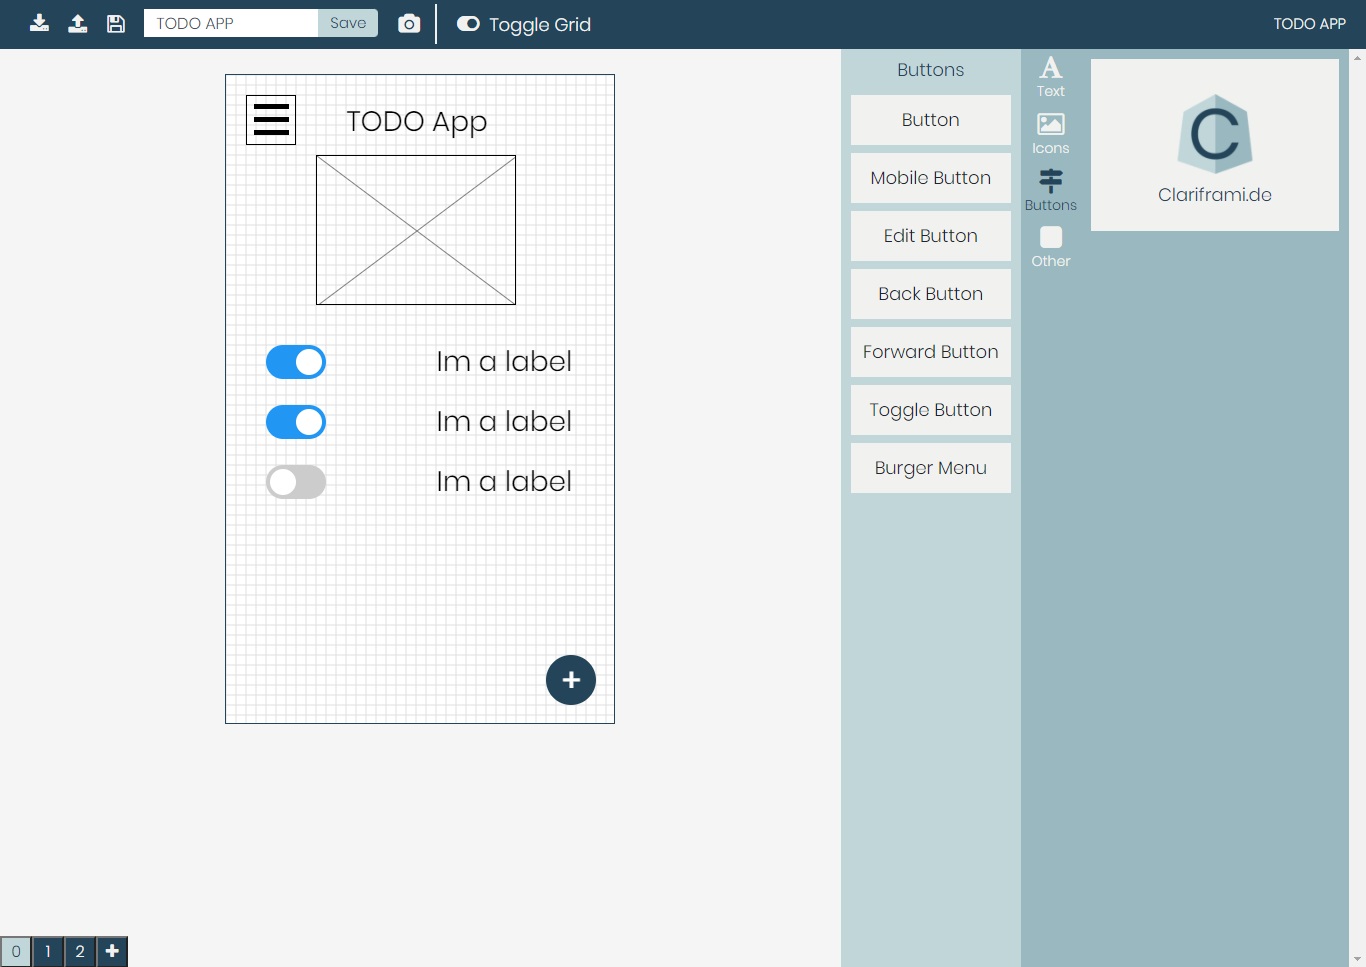 TODO APP Save Toggle Grid TODO APP
TODO App
Im a label
Im a label
Im a label
Buttons
Button
Mobile Button
Edit Button
Back Button
Forward Button
Toggle Button
Burger Menu
Text
Icons
Buttons
Other
Clariframi.de
0 1 2